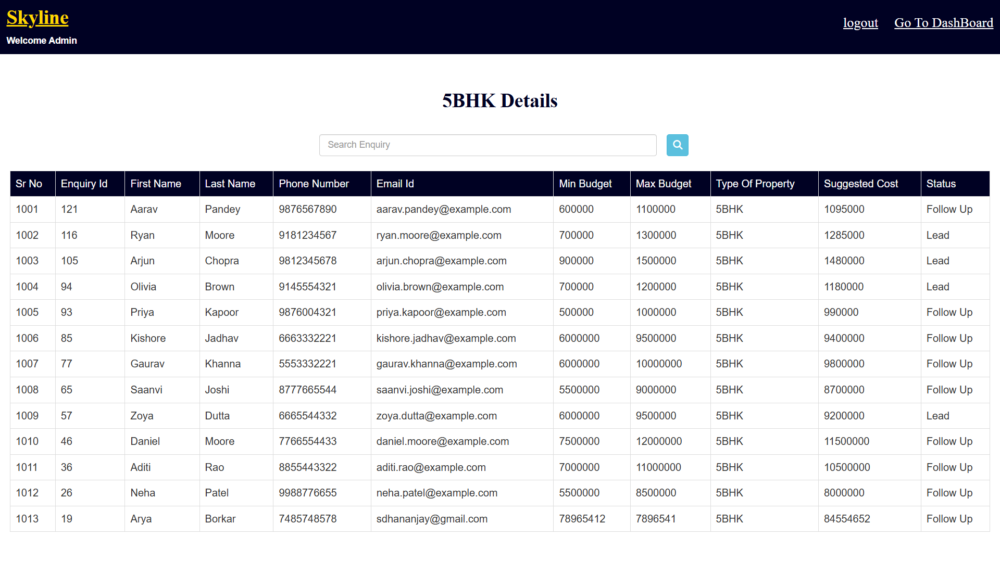 Skyline
Welcome Admin
logout Go To DashBoard
5BHK Details
Search Enquiry
Sr No Enquiry Id First Name Last Name Phone Number Email Id Min Budget Max Budget Type Of Property Suggested Cost Status
1001 121 Aarav Pandey 9876567890 aarav.pandey@example.com 600000 1100000 5BHK 1095000 Follow Up
1002 116 Ryan Moore 9181234567 ryan.moore@example.com 700000 1300000 5BHK 1285000 Lead
1003 105 Arjun Chopra 9812345678 arjun.chopra@example.com 900000 1500000 5BHK 1480000 Lead
1004 94 Olivia Brown 9145554321 olivia.brown@example.com 700000 1200000 5BHK 1180000 Lead
1005 93 Priya Kapoor 9876004321 priya.kapoor@example.com 500000 1000000 5BHK 990000 Follow Up
1006 85 Kishore Jadhav 6663332221 kishore.jadhav@example.com 6000000 9500000 5BHK 9400000 Follow Up
1007 77 Gaurav Khanna 5553332221 gaurav.khanna@example.com 6000000 10000000 5BHK 9800000 Follow Up
1008 65 Saanvi Joshi 8777665544 saanvi.joshi@example.com 5500000 9000000 5BHK 8700000 Follow Up
1009 57 Zoya Dutta 6665544332 zoya.dutta@example.com 6000000 9500000 5BHK 9200000 Lead
1010 46 Daniel Moore 7766554433 daniel.moore@example.com 7500000 12000000 5BHK 11500000 Follow Up
1011 36 Aditi Rao 8855443322 aditi.rao@example.com 7000000 11000000 5BHK 10500000 Follow Up
1012 26 Neha Patel 9988776655 neha.patel@example.com 5500000 8500000 5BHK 8000000 Follow Up
1013 19 Arya Borkar 7485748578 sdhananjay@gmail.com 78965412 7896541 5BHK 84554652 Follow Up